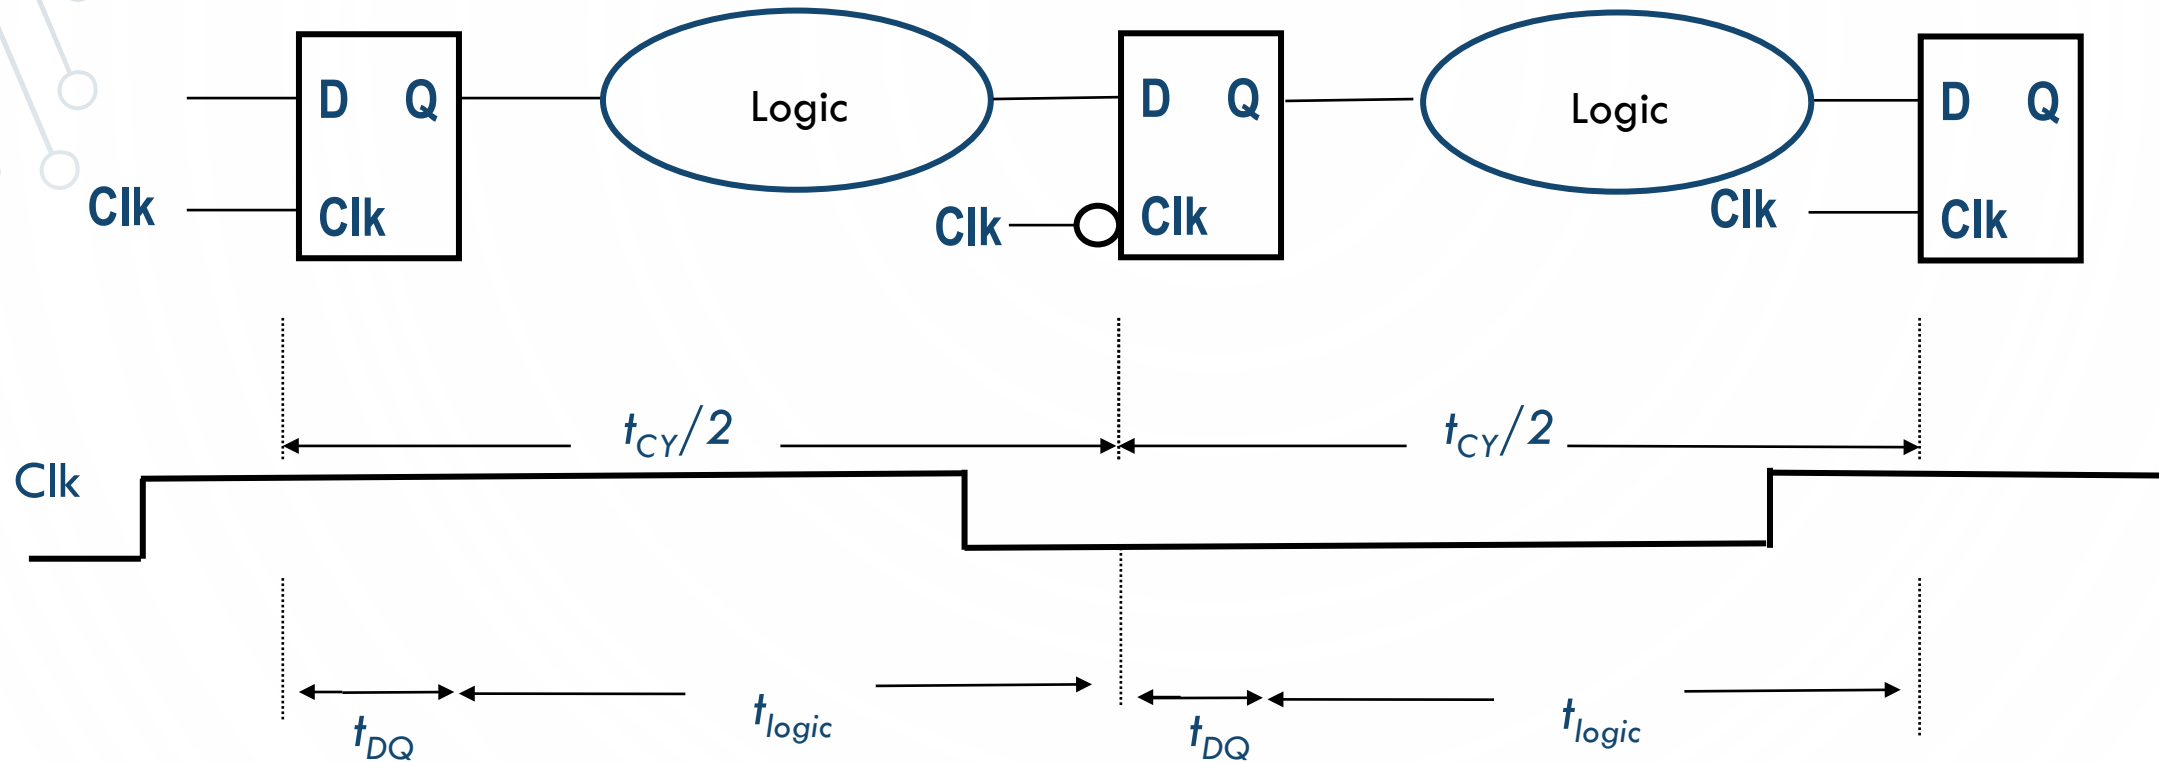 D Q Logic D Q Logic D Q
Clk Clk Clk Clk Clk Clk
t_CY/2 t_CY/2
Clk
t_DQ t_logic t_DQ t_logic